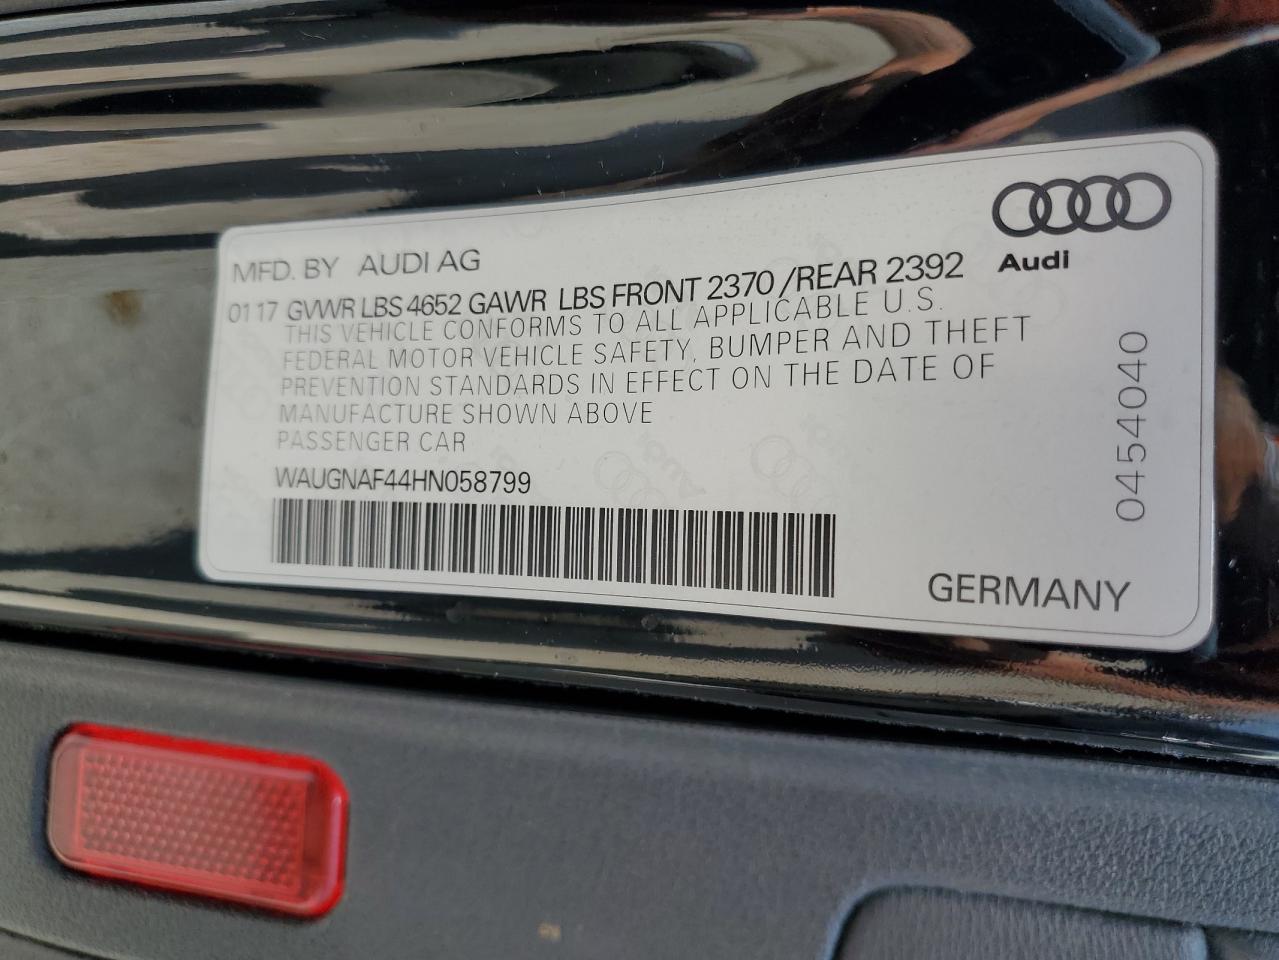 Audi
MFD. BY AUDI AG
0117 GVWR LBS 4652 GAWR LBS FRONT 2370 /REAR 2392
THIS VEHICLE CONFORMS TO ALL APPLICABLE U.S.
FEDERAL MOTOR VEHICLE SAFETY, BUMPER AND THEFT
PREVENTION STANDARDS IN EFFECT ON THE DATE OF
MANUFACTURE SHOWN ABOVE
PASSENGER CAR
WAUGNAF44HN058799
0454040
GERMANY